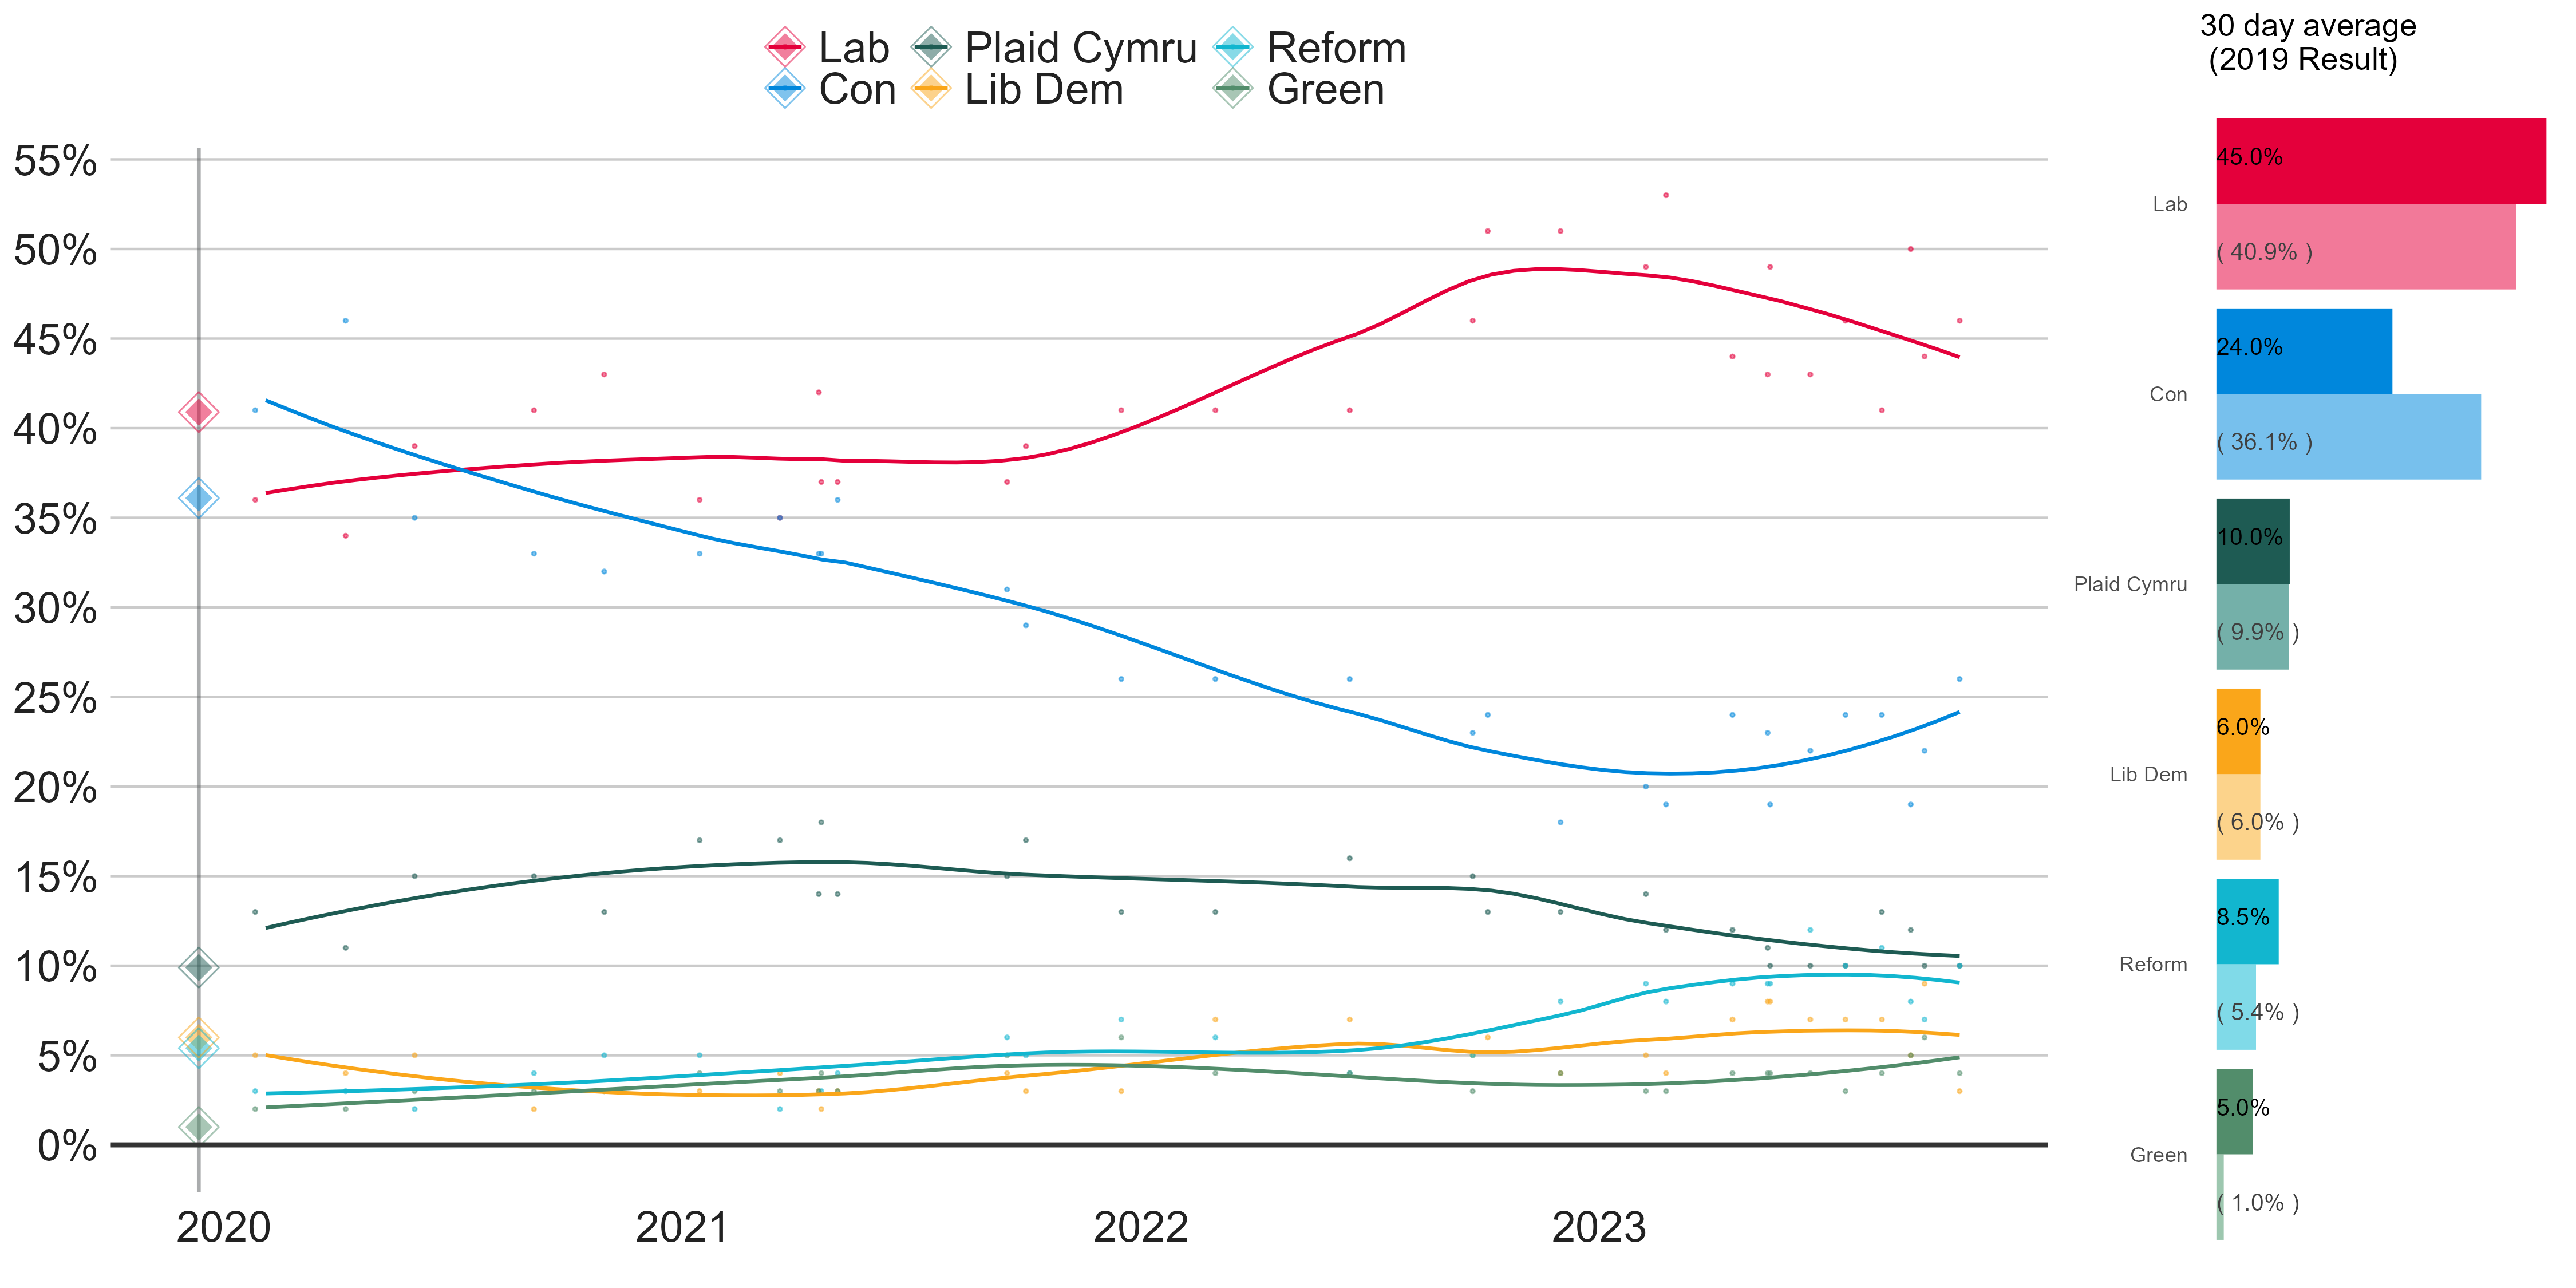 Lab Plaid Cymru Reform
Con Lib Dem Green
30 day average
(2019 Result)
55%
50%
45%
40%
35%
30%
25%
20%
15%
10%
5%
0%
2020 2021 2022 2023
Lab
45.0%
( 40.9% )
Con
24.0%
( 36.1% )
Plaid Cymru
10.0%
( 9.9% )
Lib Dem
6.0%
( 6.0% )
Reform
8.5%
( 5.4% )
Green
5.0%
( 1.0% )